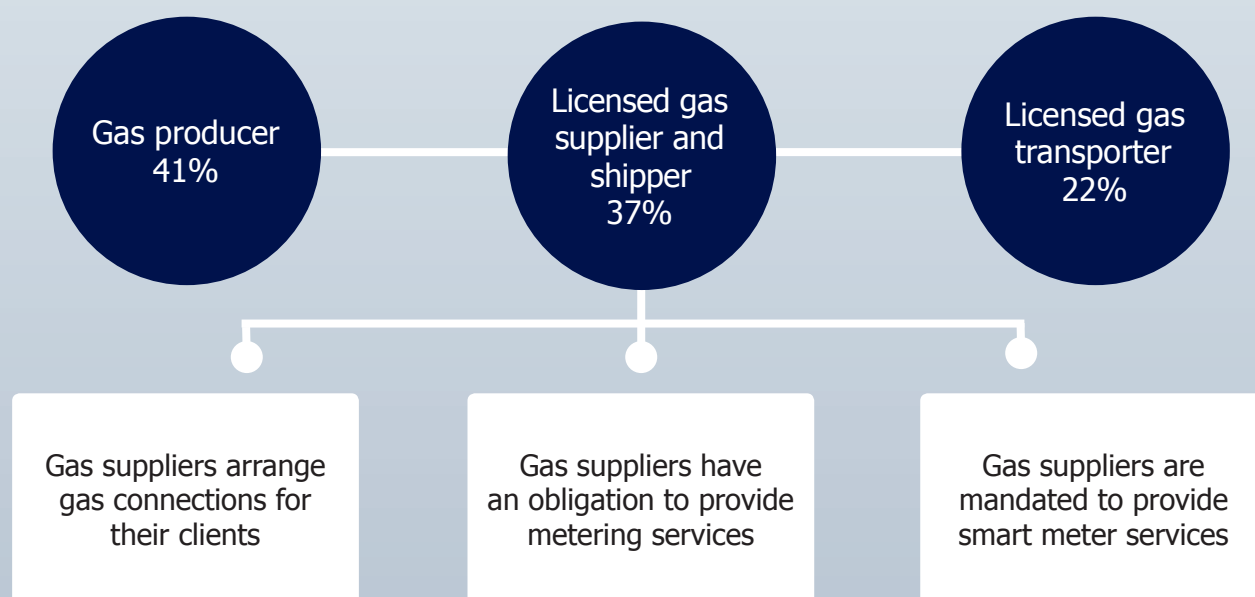 Gas producer
41%
Licensed gas
supplier and
shipper
37%
Licensed gas
transporter
22%
Gas suppliers arrange
gas connections for
their clients
Gas suppliers have
an obligation to provide
metering services
Gas suppliers are
mandated to provide
smart meter services